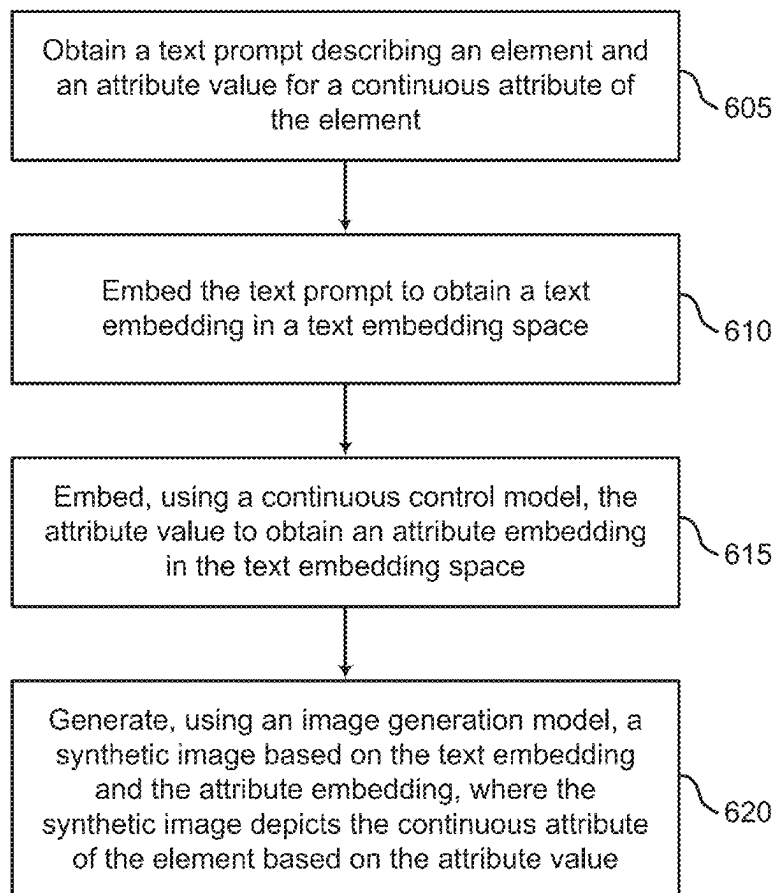 Obtain a text prompt describing an element and
an attribute value for a continuous attribute of
the element
605
Embed the text prompt to obtain a text
embedding in a text embedding space
610
Embed, using a continuous control model, the
attribute value to obtain an attribute embedding
in the text embedding space
615
Generate, using an image generation model, a
synthetic image based on the text embedding
and the attribute embedding, where the
synthetic image depicts the continuous attribute
of the element based on the attribute value
620